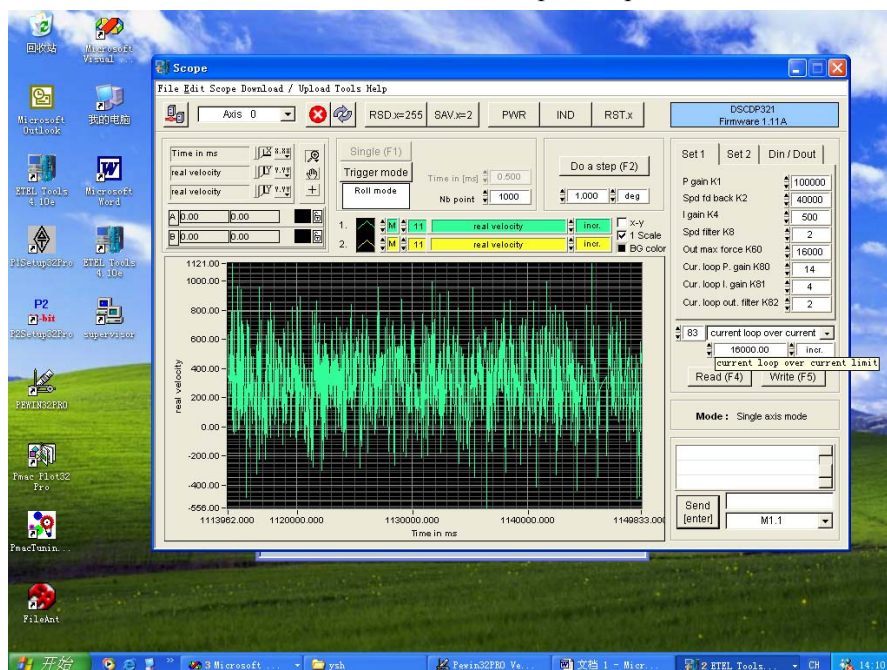 回收站
Microsoft Visual ...
Microsoft Outlook
我的电脑
ETEL Tools 4.10e
Microsoft Word
P1Setup32Pro
ETEL Tools 4.10e
P2
-bit
P2Setup32Pro
supervisor
PEWIN32PRO
Pmac Plot32 Pro
PmacTunin...
FileAnt
Scope
File Edit Scope Download / Upload Tools Help
Axis 0
RSD.x=255
SAV.x=2
PWR
IND
RST.x
DSCDP321
Firmware 1.11A
Time in ms
real velocity
real velocity
A 0.00 0.00
B 0.00 0.00
Single (F1)
Trigger mode
Roll mode
Time in [ms] 0.500
Nb point 1000
Do a step (F2)
1.000 deg
1. M 11 real velocity incr.
2. M 11 real velocity incr.
x-y
1 Scale
BG color
Set 1 Set 2 Din / Dout
P gain K1 100000
Spd fd back K2 40000
I gain K4 500
Spd filter K8 2
Out max force K60 16000
Cur. loop P. gain K80 14
Cur. loop I. gain K81 4
Cur. loop out. filter K82 2
83 current loop over current
16000.00 incr.
current loop over current limit
Read (F4) Write (F5)
Mode : Single axis mode
Send
[enter]
M1.1
1121.00
1000.00
800.00
600.00
400.00
200.00
0.00
-200.00
-400.00
-556.00
real velocity
1113962.000 1120000.000 1130000.000 1140000.000 1149833.000
Time in ms
开始
3 Microsoft ...
ysh
Pewin32PRO Ve...
文档 1 - Micr...
2 ETEL Tools...
CH
14:10